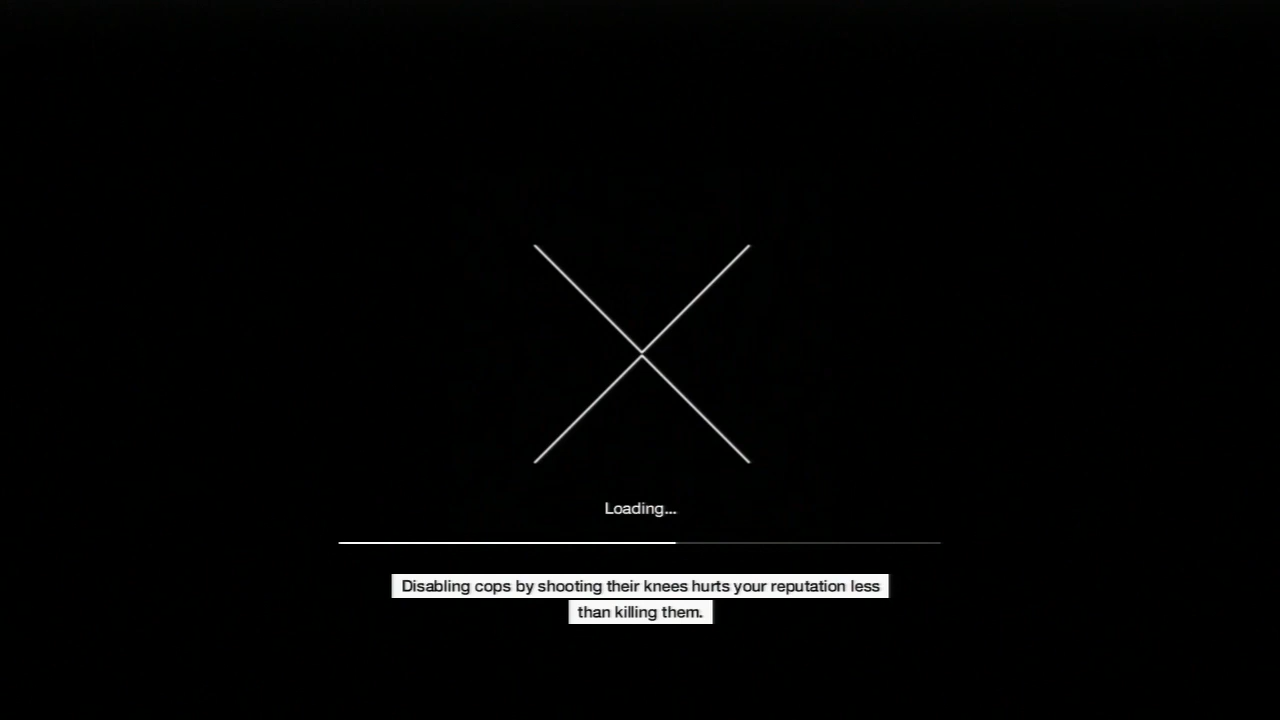 Loading...
Disabling cops by shooting their knees hurts your reputation less
than killing them.